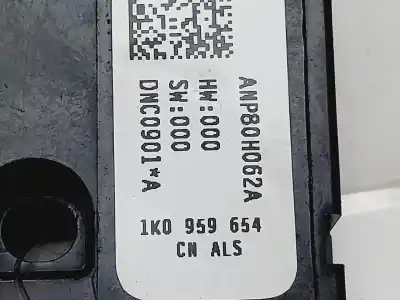 ANP80H062A
HW:000
SW:000
DNC0901*A
1K0 959 654
CN ALS